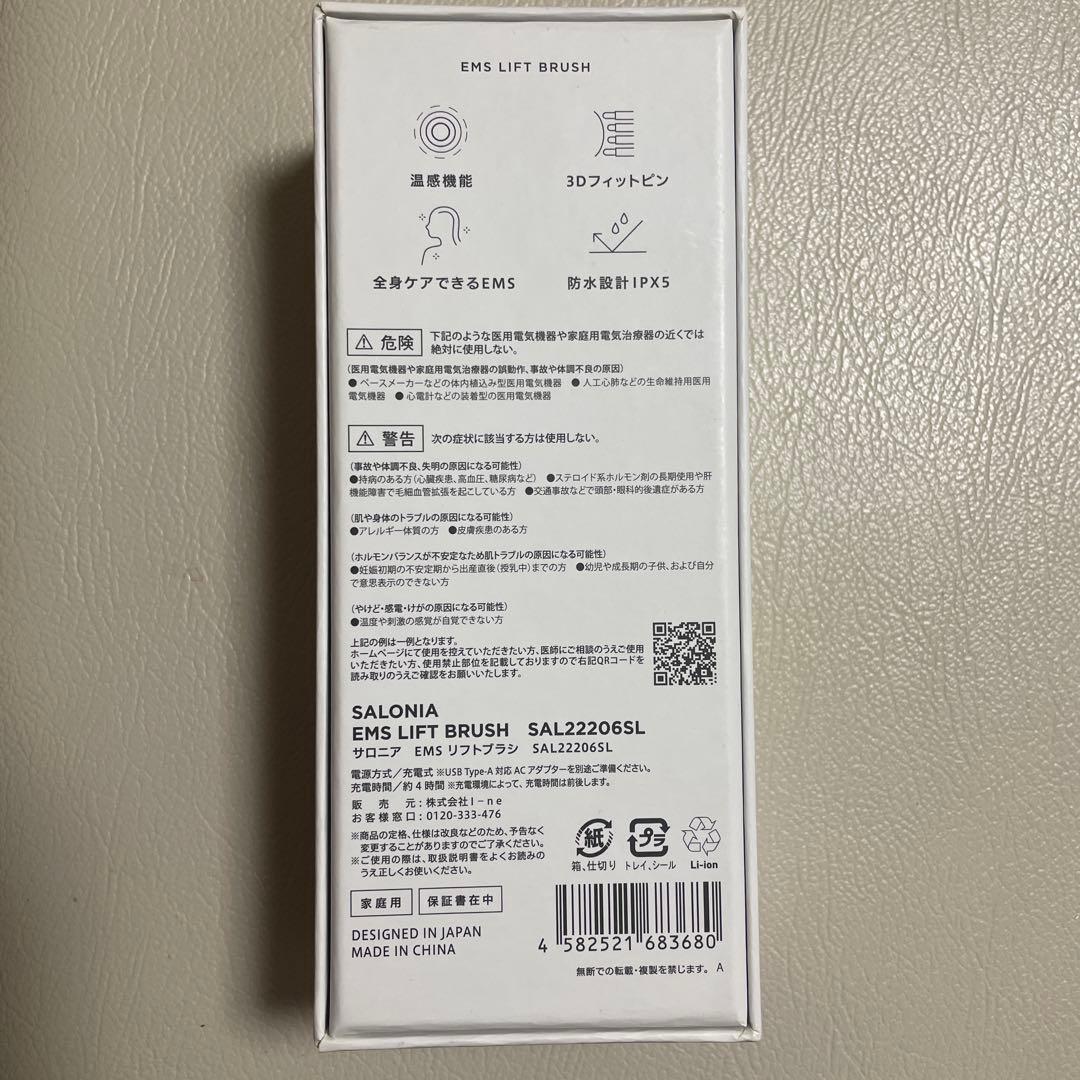 EMS LIFT BRUSH
温感機能
3Dフィットピン
全身ケアできるEMS
防水設計IPX5
危険
下記のような医用電気機器や家庭用電気治療器の近くでは
絶対に使用しない。
(医用電気機器や家庭用電気治療器の誤動作、事故や体調不良の原因)
● ペースメーカーなどの体内植込み型医用電気機器 ● 人工心肺などの生命維持用医用
電気機器 ● 心電計などの装着型の医用電気機器
警告
次の症状に該当する方は使用しない。
(事故や体調不良、失明の原因になる可能性)
●持病のある方(心臓疾患、高血圧、糖尿病など) ●ステロイド系ホルモン剤の長期使用や肝
機能障害で毛細血管拡張を起こしている方 ●交通事故などで頭部・眼科的後遺症がある方
(肌や身体のトラブルの原因になる可能性)
●アレルギー体質の方 ●皮膚疾患のある方
(ホルモンバランスが不安定なため肌トラブルの原因になる可能性)
●妊娠初期の不安定期から出産直後(授乳中)までの方 ●幼児や成長期の子供、および自分
で意思表示のできない方
(やけど・感電・けがの原因になる可能性)
●温度や刺激の感覚が自覚できない方
上記の例は一例となります。
ホームページにて使用を控えていただきたい方、医師にご相談のうえご使用
いただきたい方、使用禁止部位を記載しておりますので右記QRコードを
読み取りのうえご確認をお願いいたします。
SALONIA
EMS LIFT BRUSH SAL22206SL
サロニア EMS リフトブラシ SAL22206SL
電源方式/充電式 ※USB Type-A 対応 AC アダプターを別途ご準備ください。
充電時間/約4時間 ※充電環境によって、充電時間は前後します。
販売元:株式会社I-ne
お客様窓口:0120-333-476
※商品の定格、仕様は改良などのため、予告なく
変更することがありますのでご了承ください。
※ご使用の際は、取扱説明書をよくお読みの
うえ正しくお使いください。
紙
箱、仕切り
プラ
トレイ、シール
Li-ion
家庭用
保証書在中
DESIGNED IN JAPAN
MADE IN CHINA
4 582521 683680
無断での転載・複製を禁じます。 A